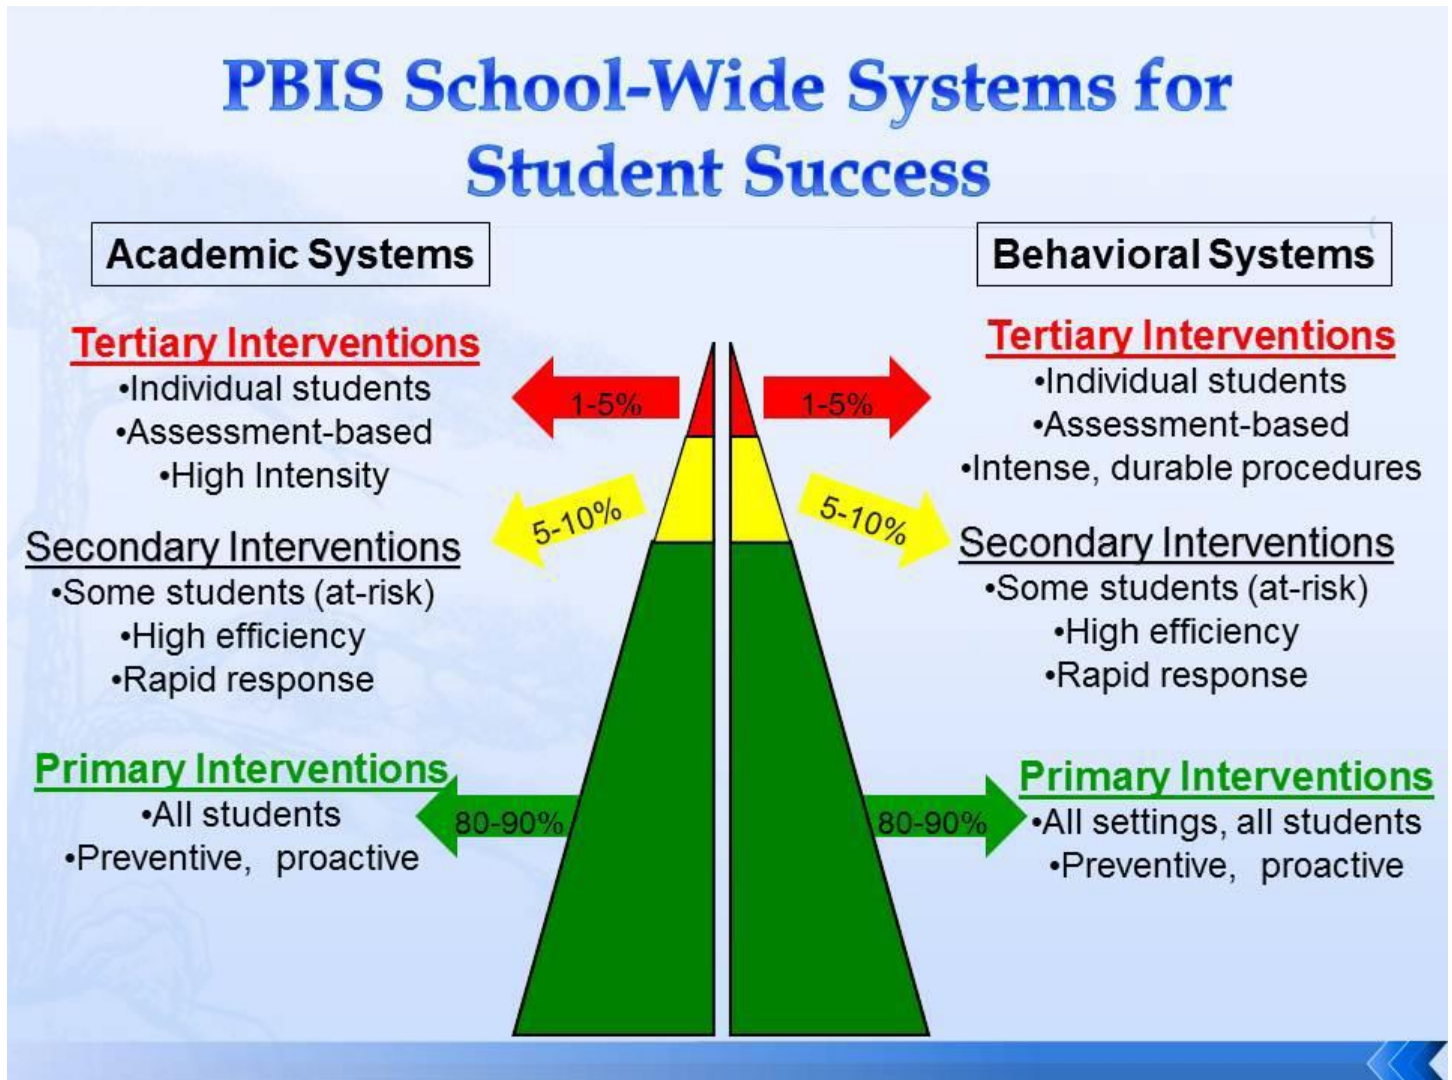 PBIS School-Wide Systems for
Student Success
Academic Systems
Tertiary Interventions
•Individual students
•Assessment-based
•High Intensity
1-5%
Secondary Interventions
•Some students (at-risk)
•High efficiency
•Rapid response
5-10%
Primary Interventions
•All students
•Preventive, proactive
80-90%
Behavioral Systems
Tertiary Interventions
•Individual students
•Assessment-based
•Intense, durable procedures
1-5%
Secondary Interventions
•Some students (at-risk)
•High efficiency
•Rapid response
5-10%
Primary Interventions
•All settings, all students
•Preventive, proactive
80-90%